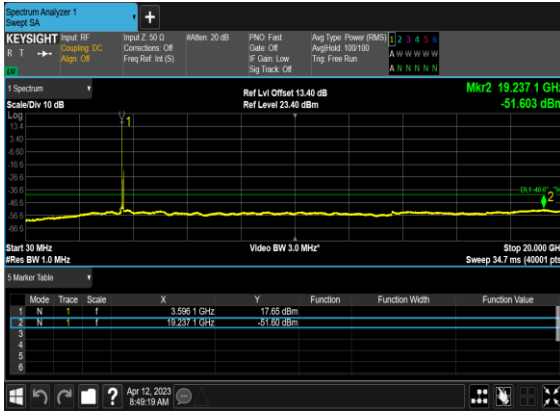 Spectrum Analyzer 1
Swept SA
+
KEYSIGHT
R T
LV
Input: RF
Coupling: DC
Align: Off
Input Z: 50 Ω
Corrections: Off
Freq Ref: Int (S)
#Atten: 20 dB
PNO: Fast
Gate: Off
IF Gain: Low
Sig Track: Off
Avg Type: Power (RMS)
Avg|Hold: 100/100
Trig: Free Run
1 2 3 4 5 6
A W W W W W
A N N N N N
1 Spectrum
Scale/Div 10 dB
Ref Lvl Offset 13.40 dB
Ref Level 23.40 dBm
Mkr2 19.237 1 GHz
-51.603 dBm
Log
13.4
3.40
-6.60
-16.6
-26.6
-36.6
-46.6
-56.6
-66.6
1
2
Start 30 MHz
#Res BW 1.0 MHz
Video BW 3.0 MHz*
Stop 20.000 GH
Sweep 34.7 ms (40001 pts
5 Marker Table
Mode Trace Scale X Y Function Function Width Function Value
1 N 1 f 3.596 1 GHz 17.65 dBm
2 N 1 f 19.237 1 GHz -51.60 dBm
3
4
5
6
?
Apr 12, 2023
8:49:19 AM